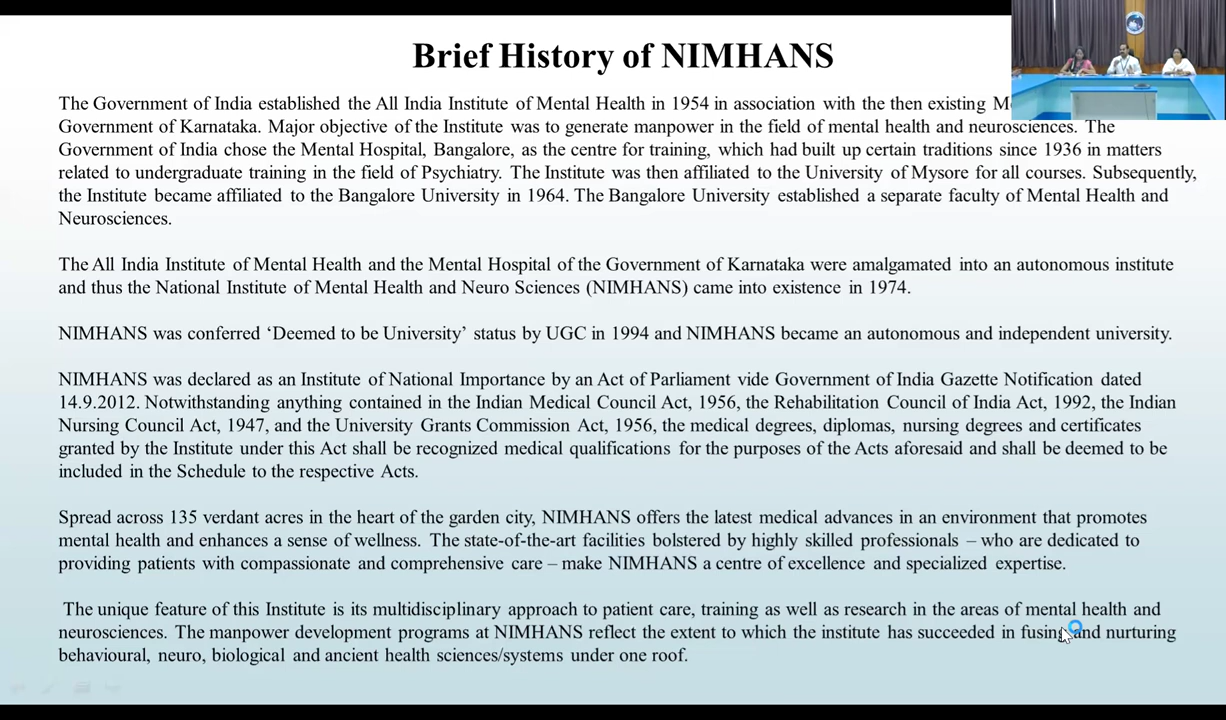 Brief History of NIMHANS
The Government of India established the All India Institute of Mental Health in 1954 in association with the then existing
Government of Karnataka. Major objective of the Institute was to generate manpower in the field of mental health and neurosciences. The
Government of India chose the Mental Hospital, Bangalore, as the centre for training, which had built up certain traditions since 1936 in matters
related to undergraduate training in the field of Psychiatry. The Institute was then affiliated to the University of Mysore for all courses. Subsequently,
the Institute became affiliated to the Bangalore University in 1964. The Bangalore University established a separate faculty of Mental Health and
Neurosciences.
The All India Institute of Mental Health and the Mental Hospital of the Government of Karnataka were amalgamated into an autonomous institute
and thus the National Institute of Mental Health and Neuro Sciences (NIMHANS) came into existence in 1974.
NIMHANS was conferred ‘Deemed to be University’ status by UGC in 1994 and NIMHANS became an autonomous and independent university.
NIMHANS was declared as an Institute of National Importance by an Act of Parliament vide Government of India Gazette Notification dated
14.9.2012. Notwithstanding anything contained in the Indian Medical Council Act, 1956, the Rehabilitation Council of India Act, 1992, the Indian
Nursing Council Act, 1947, and the University Grants Commission Act, 1956, the medical degrees, diplomas, nursing degrees and certificates
granted by the Institute under this Act shall be recognized medical qualifications for the purposes of the Acts aforesaid and shall be deemed to be
included in the Schedule to the respective Acts.
Spread across 135 verdant acres in the heart of the garden city, NIMHANS offers the latest medical advances in an environment that promotes
mental health and enhances a sense of wellness. The state-of-the-art facilities bolstered by highly skilled professionals – who are dedicated to
providing patients with compassionate and comprehensive care – make NIMHANS a centre of excellence and specialized expertise.
The unique feature of this Institute is its multidisciplinary approach to patient care, training as well as research in the areas of mental health and
neurosciences. The manpower development programs at NIMHANS reflect the extent to which the institute has succeeded in fusing and nurturing
behavioural, neuro, biological and ancient health sciences/systems under one roof.